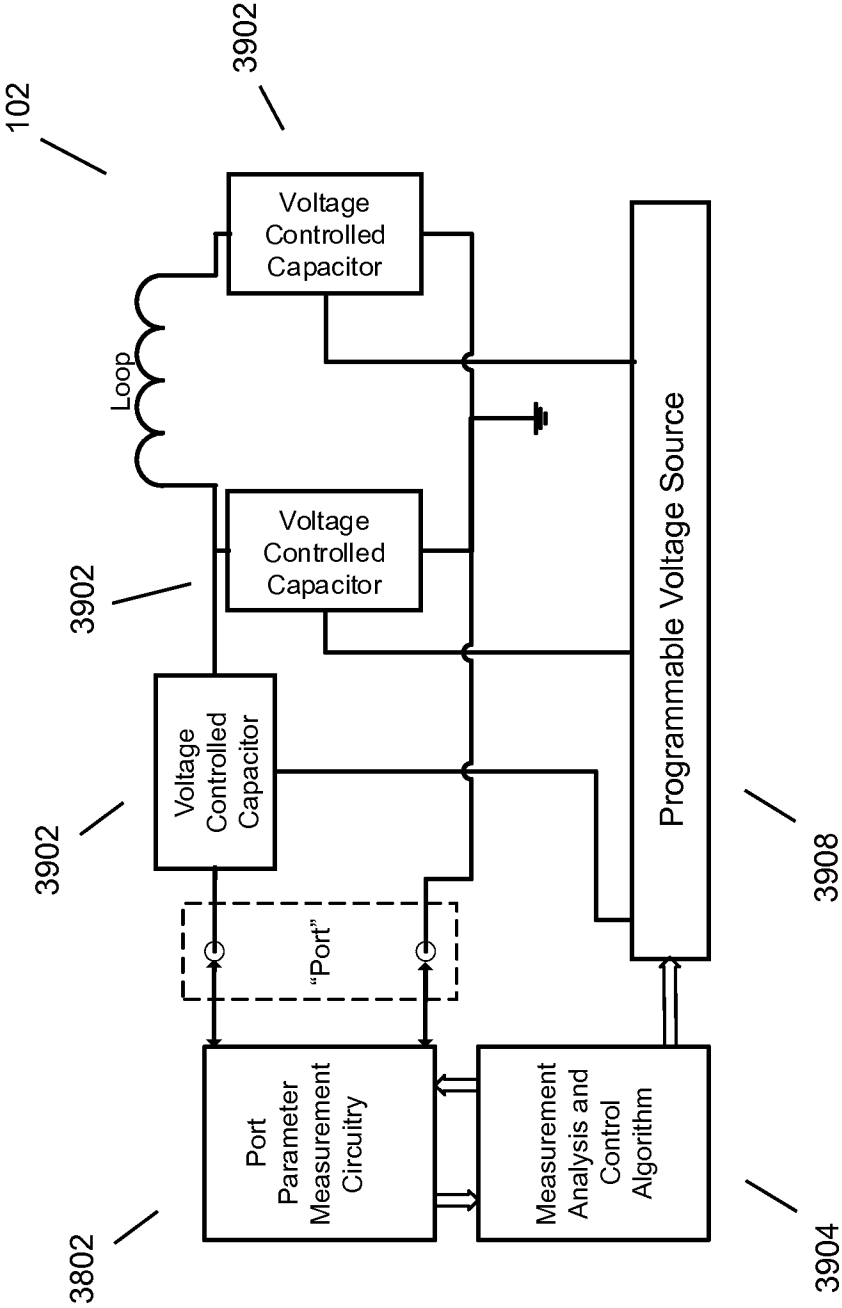 102
3902
Loop
Voltage
Controlled
Capacitor
3902
Voltage
Controlled
Capacitor
3902
Voltage
Controlled
Capacitor
"Port"
Port
Parameter
Measurement
Circuitry
3802
Measurement
Analysis and
Control
Algorithm
3904
Programmable Voltage Source
3908